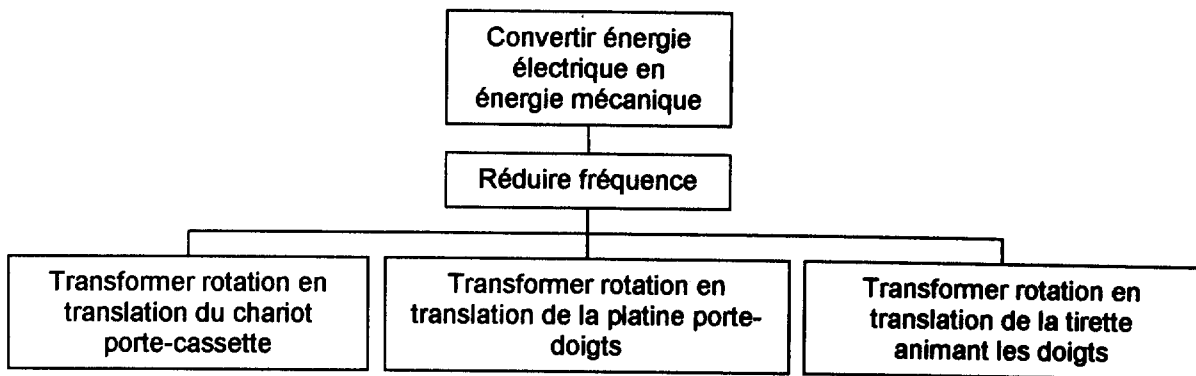 Convertir énergie
électrique en
énergie mécanique
Réduire fréquence
Transformer rotation en
translation du chariot
porte-cassette
Transformer rotation en
translation de la platine porte-
doigts
Transformer rotation en
translation de la tirette
animant les doigts